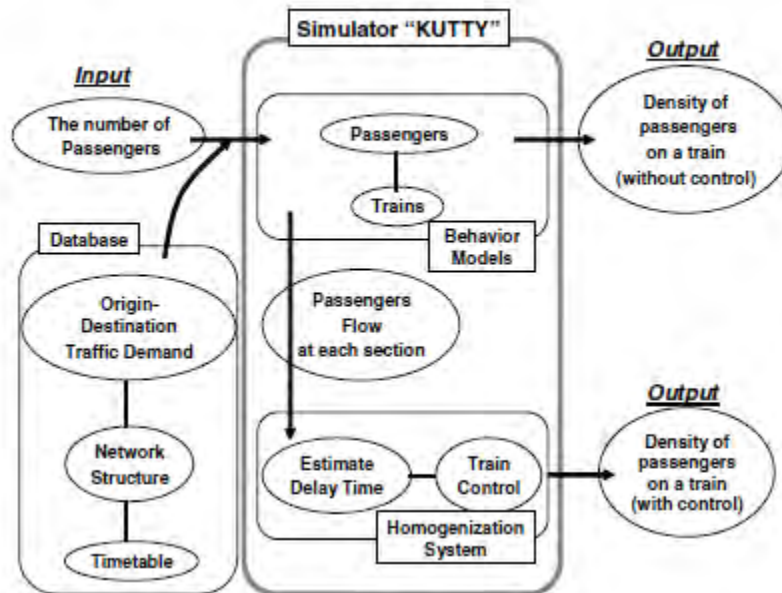 Simulator “KUTTY”
Input
The number of
Passengers
Database
Origin-
Destination
Traffic Demand
Network
Structure
Timetable
Passengers
Trains
Behavior
Models
Passengers
Flow
at each section
Estimate
Delay Time
Train
Control
Homogenization
System
Output
Density of
passengers
on a train
(without control)
Output
Density of
passengers
on a train
(with control)